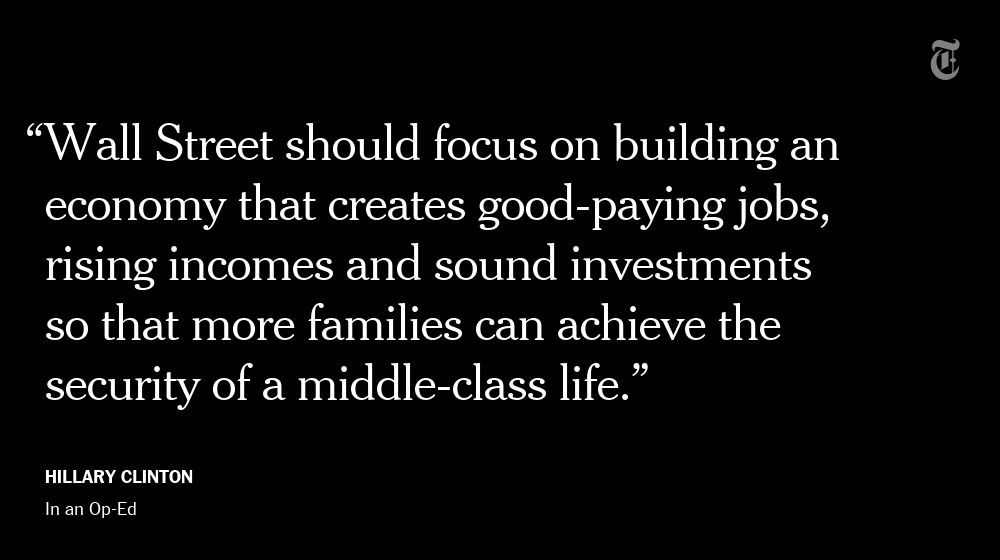 “Wall Street should focus on building an
economy that creates good-paying jobs,
rising incomes and sound investments
so that more families can achieve the
security of a middle-class life.”
HILLARY CLINTON
In an Op-Ed